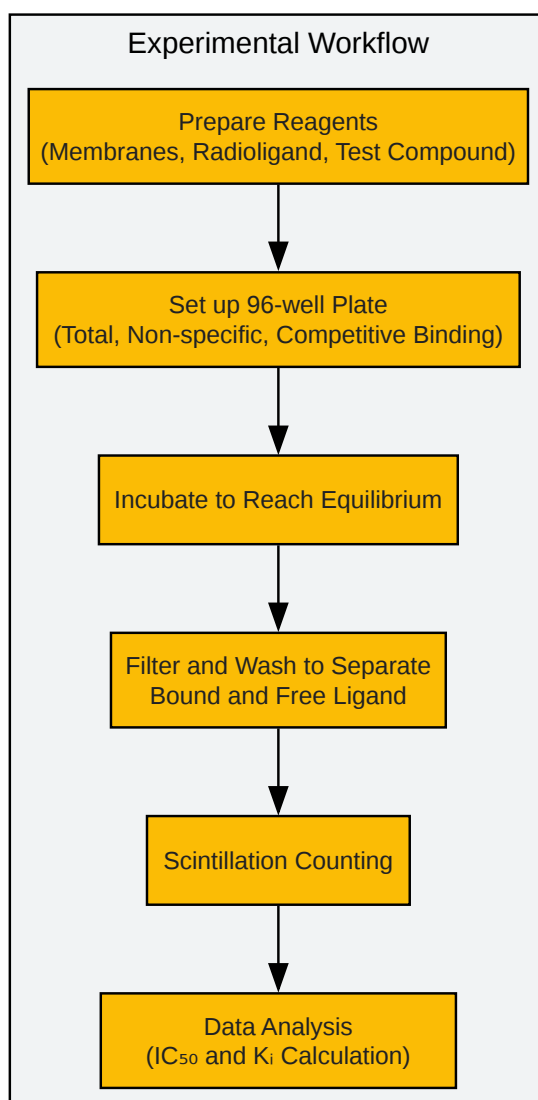 Experimental Workflow
Prepare Reagents
(Membranes, Radioligand, Test Compound)
Set up 96-well Plate
(Total, Non-specific, Competitive Binding)
Incubate to Reach Equilibrium
Filter and Wash to Separate
Bound and Free Ligand
Scintillation Counting
Data Analysis
(IC₅₀ and Kᵢ Calculation)